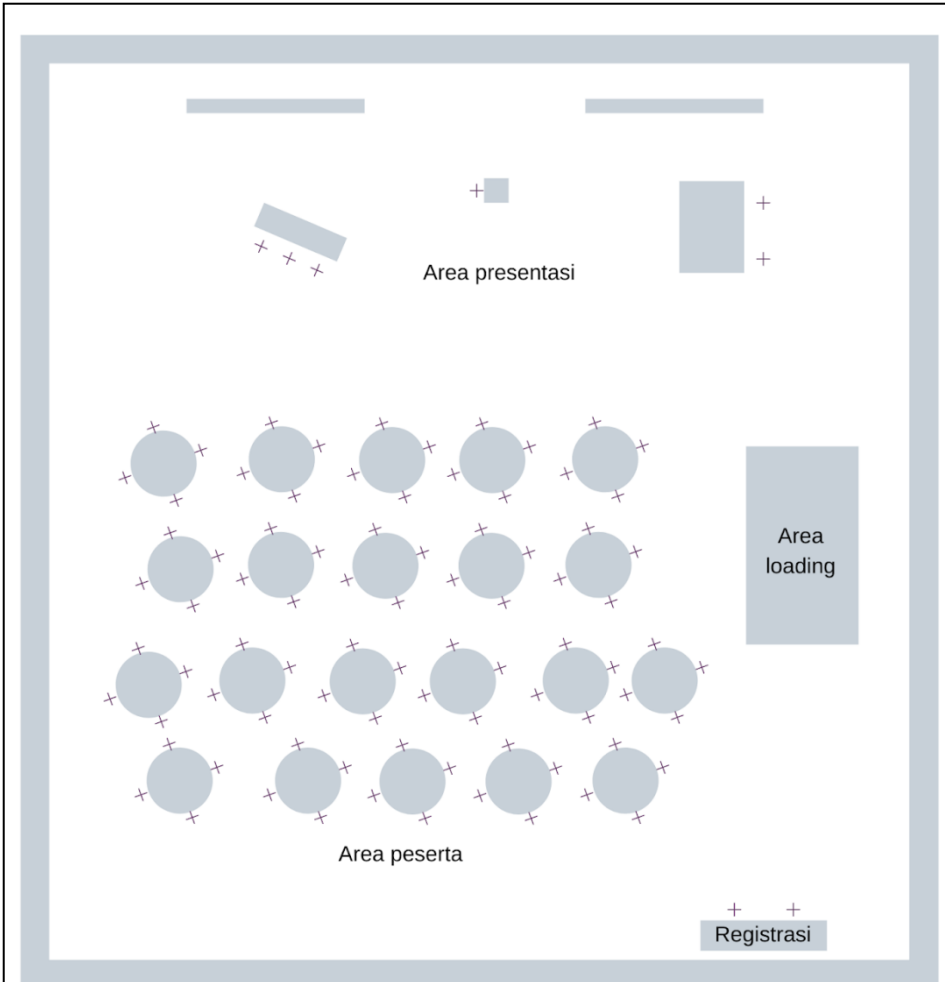 Area presentasi
Area
loading
Area peserta
Registrasi